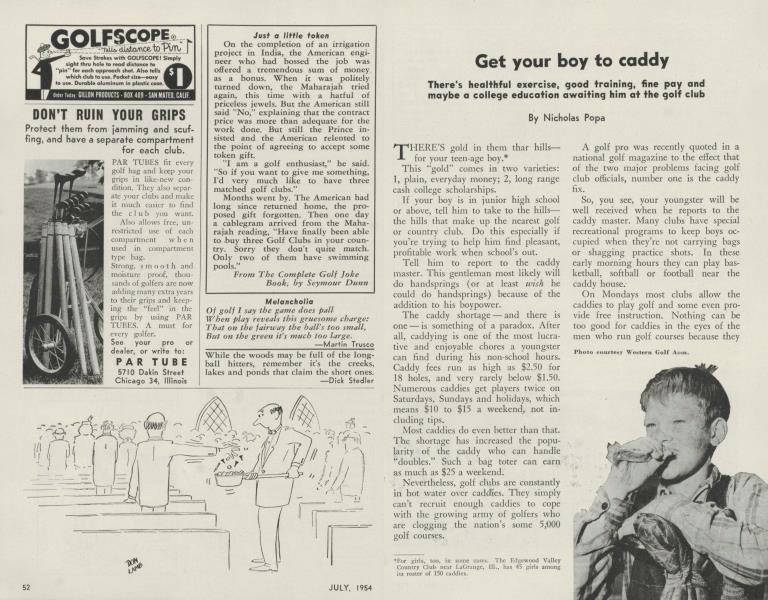 GOLFSCOPE
Tells distance to Pin
Save Strokes with GOLFSCOPE! Simply
sight thru hole to read distance to
"pin" for each approach shot. Also tells
which club to use. Pocket size—easy
to use. Durable aluminum in plastic case.
$1
Order Today. GILLON PRODUCTS - BOX 409 - SAN MATEO, CALIF.
DON'T RUIN YOUR GRIPS
Protect them from jamming and scuf-
fing, and have a separate compartment
for each club.
PAR TUBES fit every
golf bag and keep your
grips in like-new con-
dition. They also separ-
ate your clubs and make
it much easier to find
the club you want.
Also allows free, un-
restricted use of each
compartment when
used in compartment
type bag.
Strong, smooth and
moisture proof, thou-
sands of golfers are now
adding many extra years
to their grips and keep-
ing the "feel" in the
grips by using PAR
TUBES. A must for
every golfer.
See your pro or
dealer, or write to:
PAR TUBE
5710 Dakin Street
Chicago 34, Illinois
Just a little token
On the completion of an irrigation
project in India, the American engi-
neer who had bossed the job was
offered a tremendous sum of money
as a bonus. When it was politely
turned down, the Maharajah tried
again, this time with a hatful of
priceless jewels. But the American still
said "No," explaining that the contract
price was more than adequate for the
work done. But still the Prince in-
sisted and the American relented to
the point of agreeing to accept some
token gift.
"I am a golf enthusiast," he said.
"So if you want to give me something,
I'd very much like to have three
matched golf clubs."
Months went by. The American had
long since returned home, the pro-
posed gift forgotten. Then one day
a cablegram arrived from the Maha-
rajah reading, "Have finally been able
to buy three Golf Clubs in your coun-
try. Sorry they don't quite match.
Only two of them have swimming
pools."
From The Complete Golf Joke
Book, by Seymour Dunn
Melancholia
Of golf I say the game does pall
When play reveals this gruesome charge:
That on the fairway the ball's too small,
But on the green it's much too large.
—Martin Trusco
While the woods may be full of the long-
ball hitters, remember it's the creeks,
lakes and ponds that claim the short ones.
—Dick Stedler
DON
LAMB
52
JULY, 1954
Get your boy to caddy
There's healthful exercise, good training, fine pay and
maybe a college education awaiting him at the golf club
By Nicholas Popa
THERE'S gold in them thar hills—
for your teen-age boy.*
This "gold" comes in two varieties:
1, plain, everyday money; 2, long range
cash college scholarships.
If your boy is in junior high school
or above, tell him to take to the hills—
the hills that make up the nearest golf
or country club. Do this especially if
you're trying to help him find pleasant,
profitable work when school's out.
Tell him to report to the caddy
master. This gentleman most likely will
do handsprings (or at least wish he
could do handsprings) because of the
addition to his boypower.
The caddy shortage—and there is
one—is something of a paradox. After
all, caddying is one of the most lucra-
tive and enjoyable chores a youngster
can find during his non-school hours.
Caddy fees run as high as $2.50 for
18 holes, and very rarely below $1.50.
Numerous caddies get players twice on
Saturdays, Sundays and holidays, which
means $10 to $15 a weekend, not in-
cluding tips.
Most caddies do even better than that.
The shortage has increased the popu-
larity of the caddy who can handle
"doubles." Such a bag toter can earn
as much as $25 a weekend.
Nevertheless, golf clubs are constantly
in hot water over caddies. They simply
can't recruit enough caddies to cope
with the growing army of golfers who
are clogging the nation's some 5,000
golf courses.
*For girls, too, in some cases. The Edgewood Valley
Country Club near LaGrange, Ill., has 45 girls among
its roster of 150 caddies.
A golf pro was recently quoted in a
national golf magazine to the effect that
of the two major problems facing golf
club officials, number one is the caddy
fix.
So, you see, your youngster will be
well received when he reports to the
caddy master. Many clubs have special
recreational programs to keep boys oc-
cupied when they're not carrying bags
or shagging practice shots. In these
early morning hours they can play bas-
ketball, softball or football near the
caddy house.
On Mondays most clubs allow the
caddies to play golf and some even pro-
vide free instruction. Nothing can be
too good for caddies in the eyes of the
men who run golf courses because they
Photo courtesy Western Golf Assn.